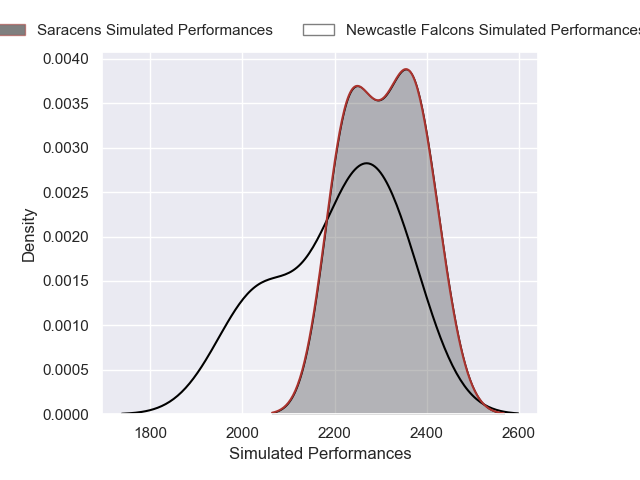 Saracens Simulated Performances
Newcastle Falcons Simulated Performances
0.0040
0.0035
0.0030
0.0025
0.0020
0.0015
0.0010
0.0005
0.0000
Density
1800 2000 2200 2400 2600
Simulated Performances